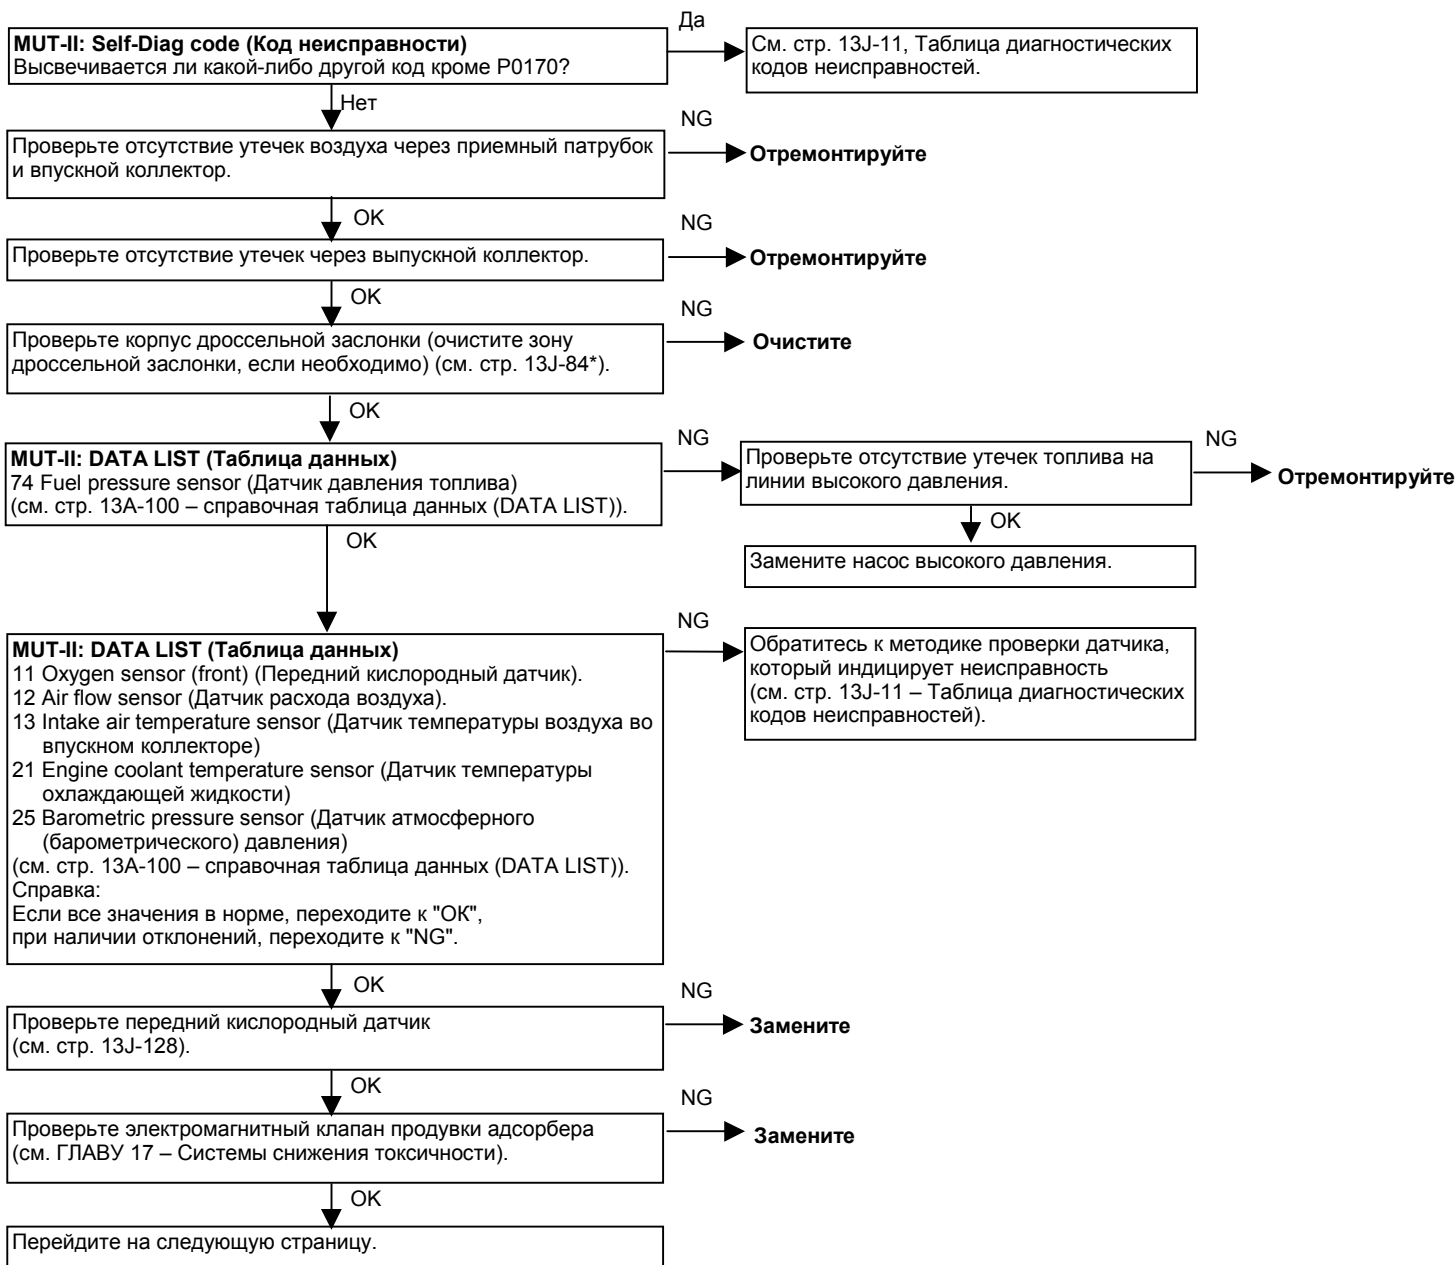 Да
MUT-II: Self-Diag code (Код неисправности)
Высвечивается ли какой-либо другой код кроме P0170?
См. стр. 13J-11, Таблица диагностических
кодов неисправностей.
Нет
NG
Проверьте отсутствие утечек воздуха через приемный патрубок
и впускной коллектор.
Отремонтируйте
OK
NG
Проверьте отсутствие утечек через выпускной коллектор.
Отремонтируйте
OK
NG
Проверьте корпус дроссельной заслонки (очистите зону
дроссельной заслонки, если необходимо) (см. стр. 13J-84*).
Очистите
OK
NG
MUT-II: DATA LIST (Таблица данных)
74 Fuel pressure sensor (Датчик давления топлива)
(см. стр. 13A-100 – справочная таблица данных (DATA LIST)).
Проверьте отсутствие утечек топлива на
линии высокого давления.
NG
Отремонтируйте
OK
OK
Замените насос высокого давления.
NG
MUT-II: DATA LIST (Таблица данных)
11 Oxygen sensor (front) (Передний кислородный датчик).
12 Air flow sensor (Датчик расхода воздуха).
13 Intake air temperature sensor (Датчик температуры воздуха во
впускном коллекторе)
21 Engine coolant temperature sensor (Датчик температуры
охлаждающей жидкости)
25 Barometric pressure sensor (Датчик атмосферного
(барометрического) давления)
(см. стр. 13A-100 – справочная таблица данных (DATA LIST)).
Справка:
Если все значения в норме, переходите к "ОК",
при наличии отклонений, переходите к "NG".
Обратитесь к методике проверки датчика,
который индицирует неисправность
(см. стр. 13J-11 – Таблица диагностических
кодов неисправностей).
OK
NG
Проверьте передний кислородный датчик
(см. стр. 13J-128).
Замените
OK
NG
Проверьте электромагнитный клапан продувки адсорбера
(см. ГЛАВУ 17 – Системы снижения токсичности).
Замените
OK
Перейдите на следующую страницу.